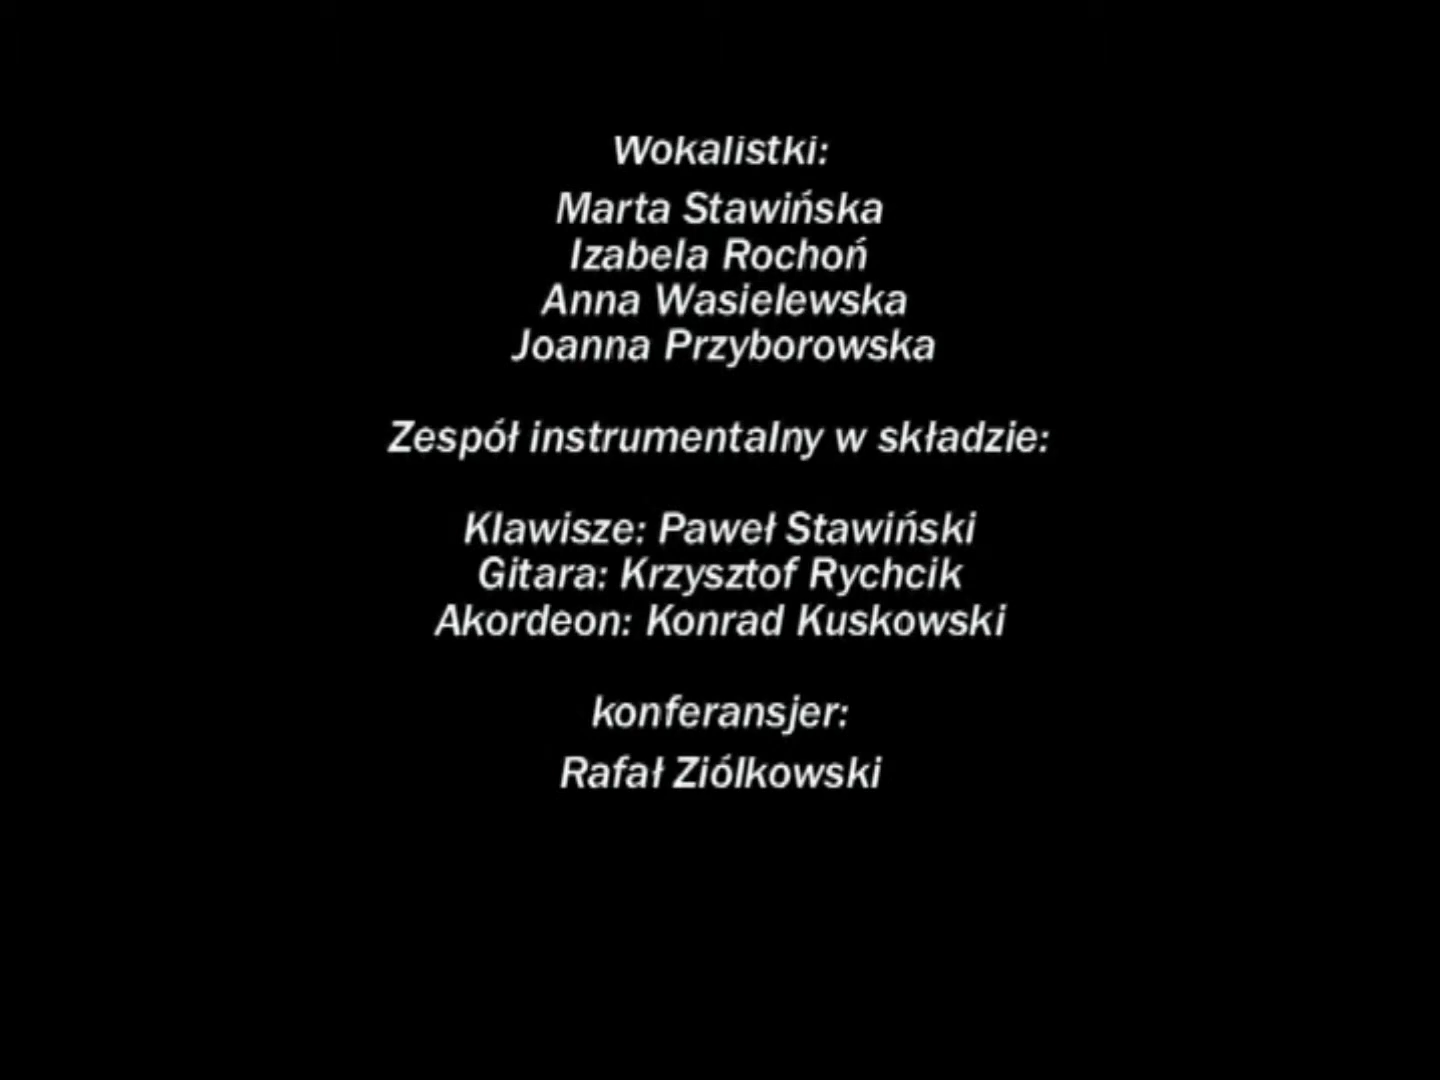 Wokalistki:
Marta Stawińska
Izabela Rochoń
Anna Wasielewska
Joanna Przyborowska
Zespół instrumentalny w składzie:
Klawisze: Paweł Stawiński
Gitara: Krzysztof Rychcik
Akordeon: Konrad Kuskowski
konferansjer:
Rafał Ziólkowski